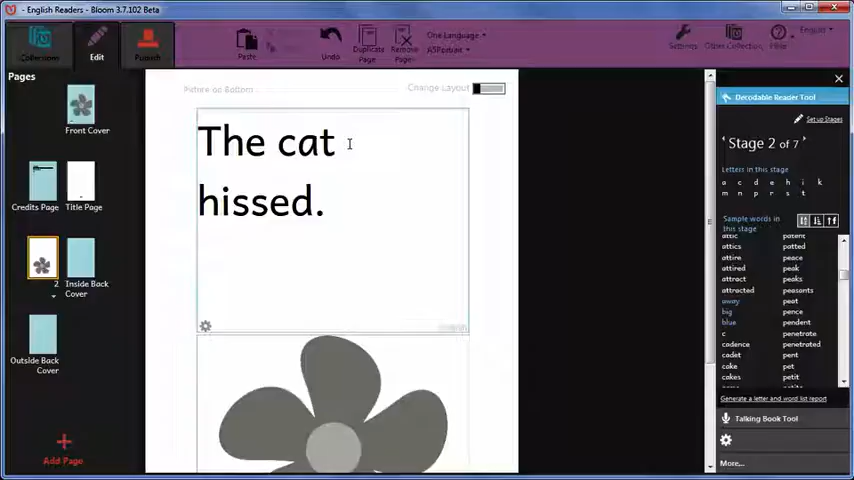 - English Readers - Bloom 3.7.102 Beta
Collections
Edit
Publish
Paste
Undo
Duplicate Page
Remove Page
One Language
A5Portrait
Settings
Other Collection
Help
English
Pages
Front Cover
Credits Page
Title Page
2
Inside Back Cover
Outside Back Cover
Add Page
Picture on Bottom
Change Layout
The cat
hissed.
Decodable Reader Tool
Set up Stages
Stage 2 of 7
Letters in this stage
a c d e h i k
m n p r s t
Sample words in this stage
attic
attics
attire
attired
attract
attracted
away
big
blue
c
cadence
cadet
cake
cakes
patent
patted
peace
peak
peaks
peasants
peat
pence
pendent
penetrate
penetrated
pent
pet
petit
Generate a letter and word list report
Talking Book Tool
More...